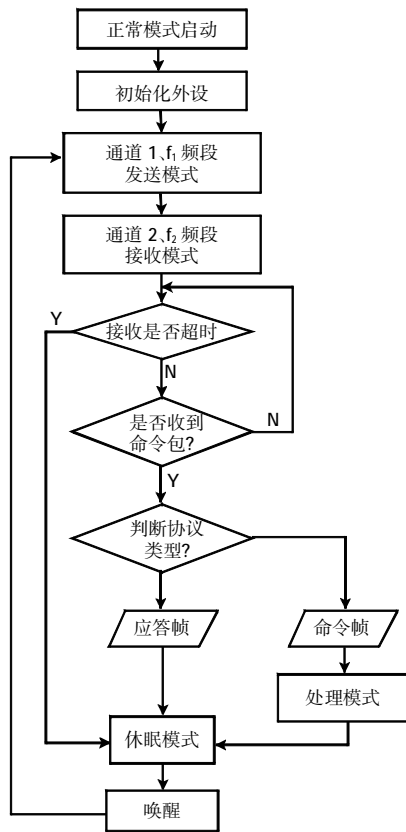 正常模式启动
初始化外设
通道 1、f₁ 频段
发送模式
通道 2、f₂ 频段
接收模式
Y
接收是否超时
N
是否收到
命令包?
N
Y
判断协议
类型?
应答帧
命令帧
处理模式
休眠模式
唤醒